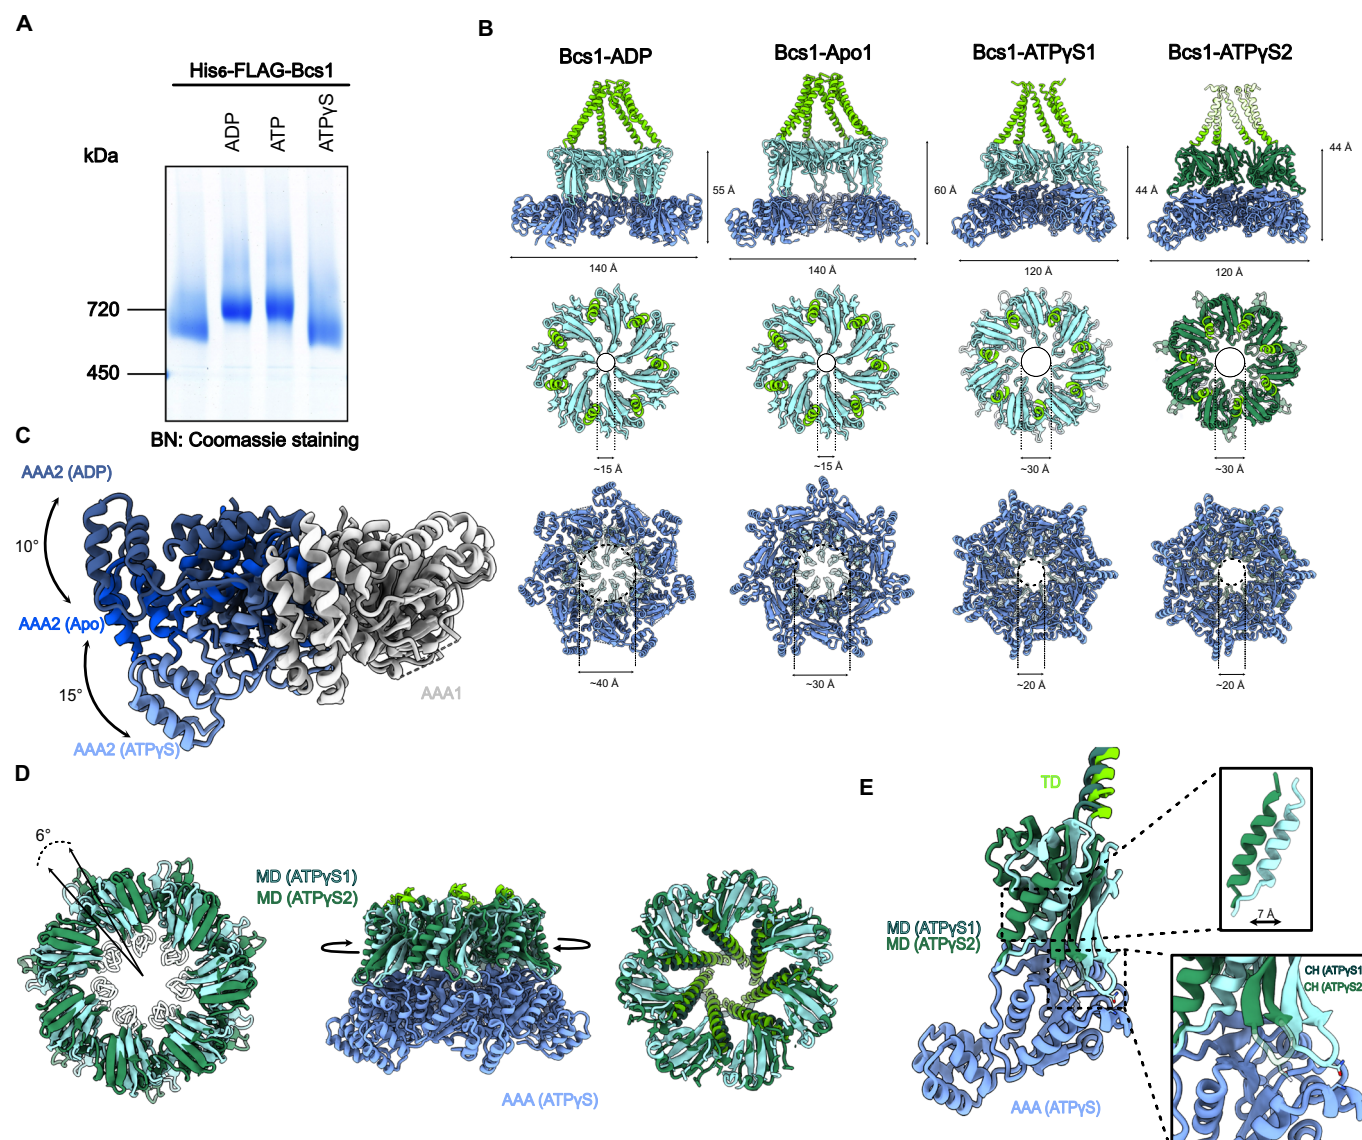 A
His₆-FLAG-Bcs1
ADP
ATP
ATPγS
kDa
720
450
BN: Coomassie staining
B
Bcs1-ADP
Bcs1-Apo1
Bcs1-ATPγS1
Bcs1-ATPγS2
55 Å
60 Å
44 Å
44 Å
140 Å
140 Å
120 Å
120 Å
~15 Å
~15 Å
~30 Å
~30 Å
~40 Å
~30 Å
~20 Å
~20 Å
C
AAA2 (ADP)
10°
AAA2 (Apo)
15°
AAA1
AAA2 (ATPγS)
D
6°
MD (ATPγS1)
MD (ATPγS2)
AAA (ATPγS)
E
TD
7 Å
MD (ATPγS1)
MD (ATPγS2)
CH (ATPγS1
CH (ATPγS2
AAA (ATPγS)